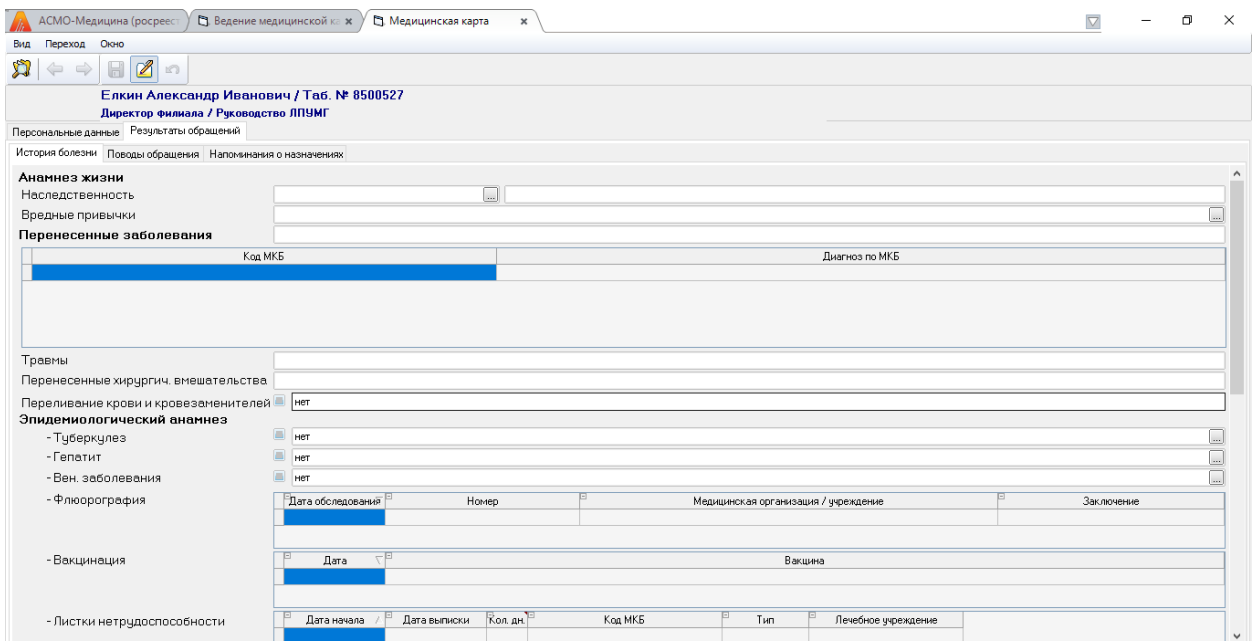 АСМО-Медицина (росреест
Ведение медицинской ка
Медицинская карта
Вид Переход Окно
Елкин Александр Иванович / Таб. № 8500527
Директор филиала / Руководство ЛПУМГ
Персональные данные Результаты обращений
История болезни Поводы обращения Напоминания о назначениях
Анамнез жизни
Наследственность
Вредные привычки
Перенесенные заболевания
Код МКБ Диагноз по МКБ
Травмы
Перенесенные хирургич. вмешательства
Переливание крови и кровезаменителей нет
Эпидемиологический анамнез
- Туберкулез нет
- Гепатит нет
- Вен. заболевания нет
- Флюорография Дата обследования Номер Медицинская организация / учреждение Заключение
- Вакцинация Дата Вакцина
- Листки нетрудоспособности Дата начала Дата выписки Кол. дн. Код МКБ Тип Лечебное учреждение